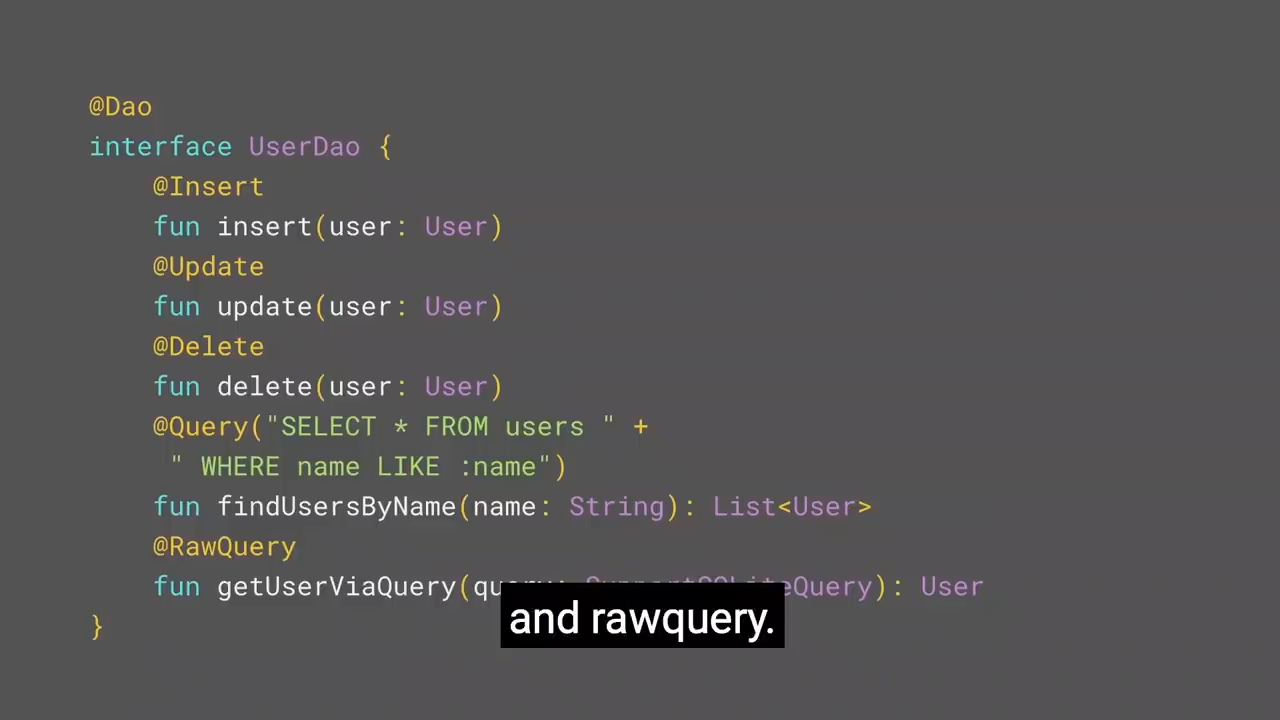 @Dao
interface UserDao {
@Insert
fun insert(user: User)
@Update
fun update(user: User)
@Delete
fun delete(user: User)
@Query("SELECT * FROM users " +
" WHERE name LIKE :name")
fun findUsersByName(name: String): List<User>
@RawQuery
fun getUserViaQuery(query: SupportSQLiteQuery): User
}
and rawquery.